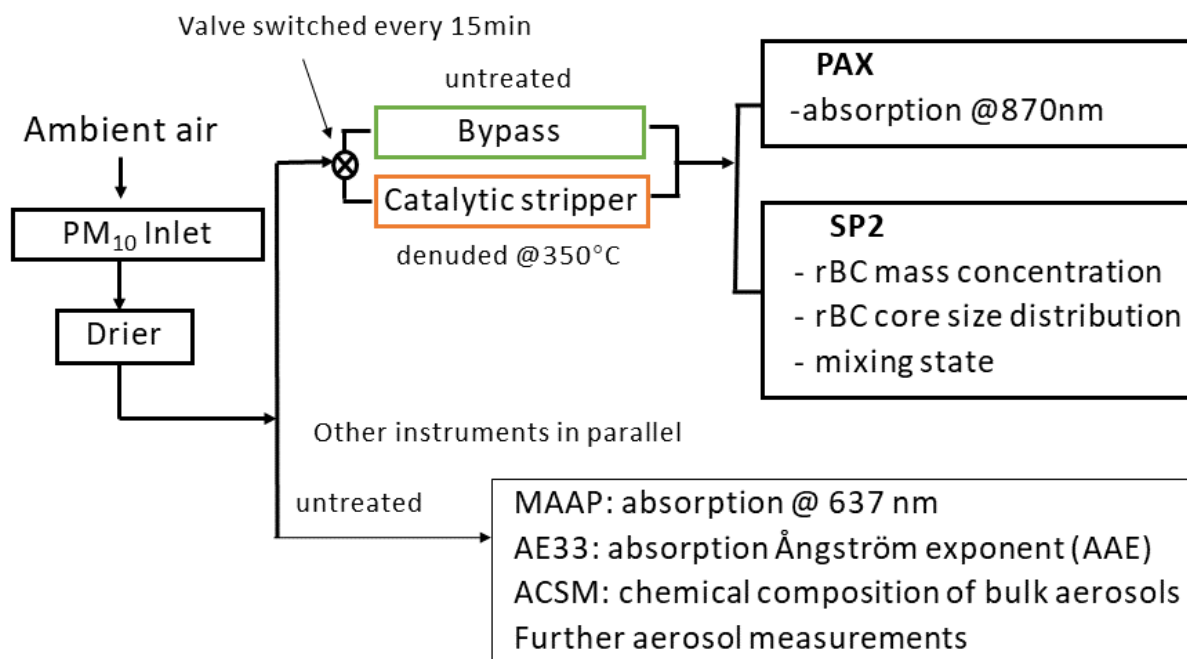 Valve switched every 15min
Ambient air
PM₁₀ Inlet
Drier
untreated
Bypass
Catalytic stripper
denuded @350°C
PAX
-absorption @870nm
SP2
- rBC mass concentration
- rBC core size distribution
- mixing state
Other instruments in parallel
untreated
MAAP: absorption @ 637 nm
AE33: absorption Ångström exponent (AAE)
ACSM: chemical composition of bulk aerosols
Further aerosol measurements